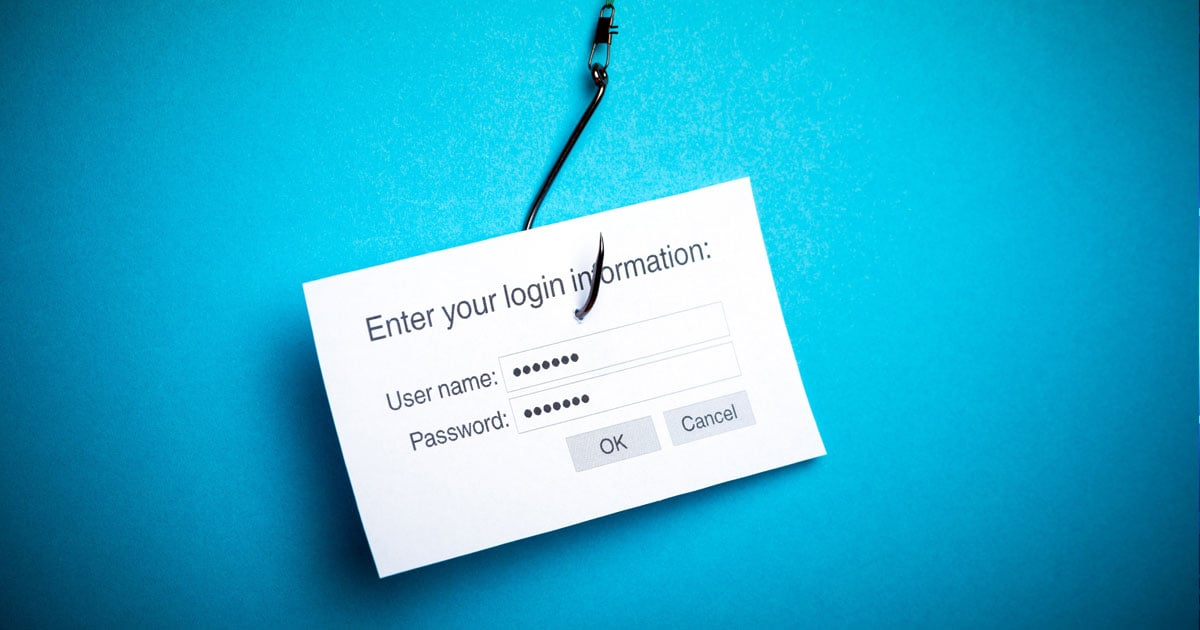 Enter your login information:
User name: •••••••
Password: •••••••
OK Cancel